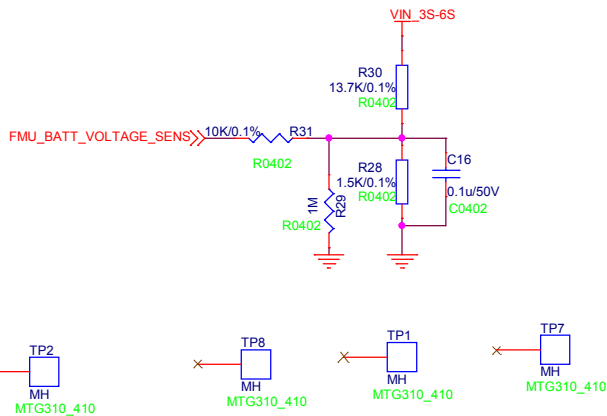 VIN_3S-6S
R30
13.7K/0.1%
R0402
FMU_BATT_VOLTAGE_SENS
10K/0.1%
R31
R0402
R28
1.5K/0.1%
R0402
C16
0.1u/50V
C0402
1M
R29
R0402
TP2
MH
MTG310_410
TP8
MH
MTG310_410
TP1
MH
MTG310_410
TP7
MH
MTG310_410